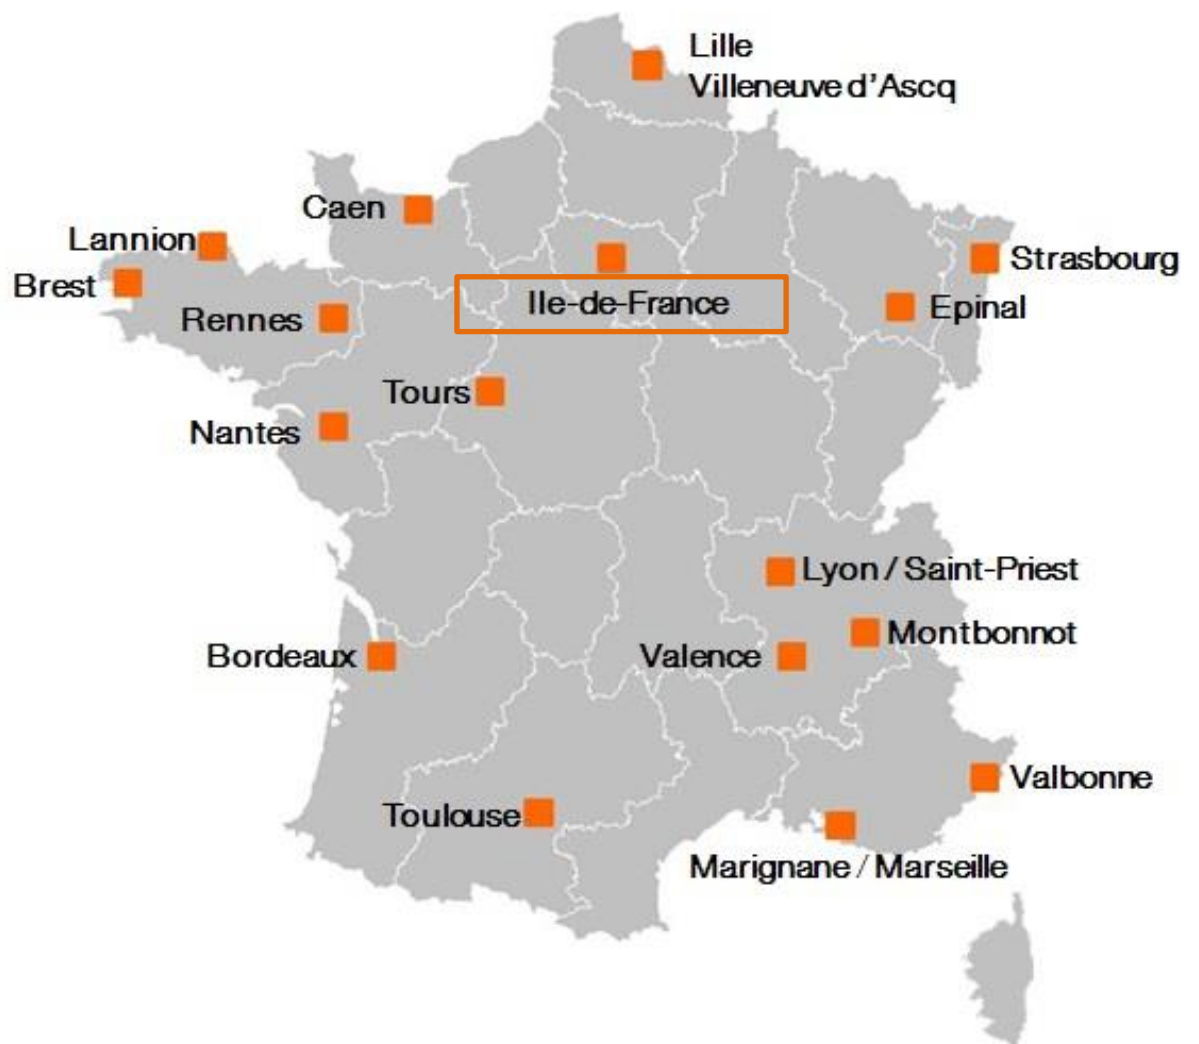 Lille
Villeneuve d'Ascq
Caen
Lannion
Strasbourg
Brest
Ile-de-France
Epinal
Rennes
Tours
Nantes
Lyon / Saint-Priest
Montbonnot
Bordeaux
Valence
Valbonne
Toulouse
Marignane / Marseille